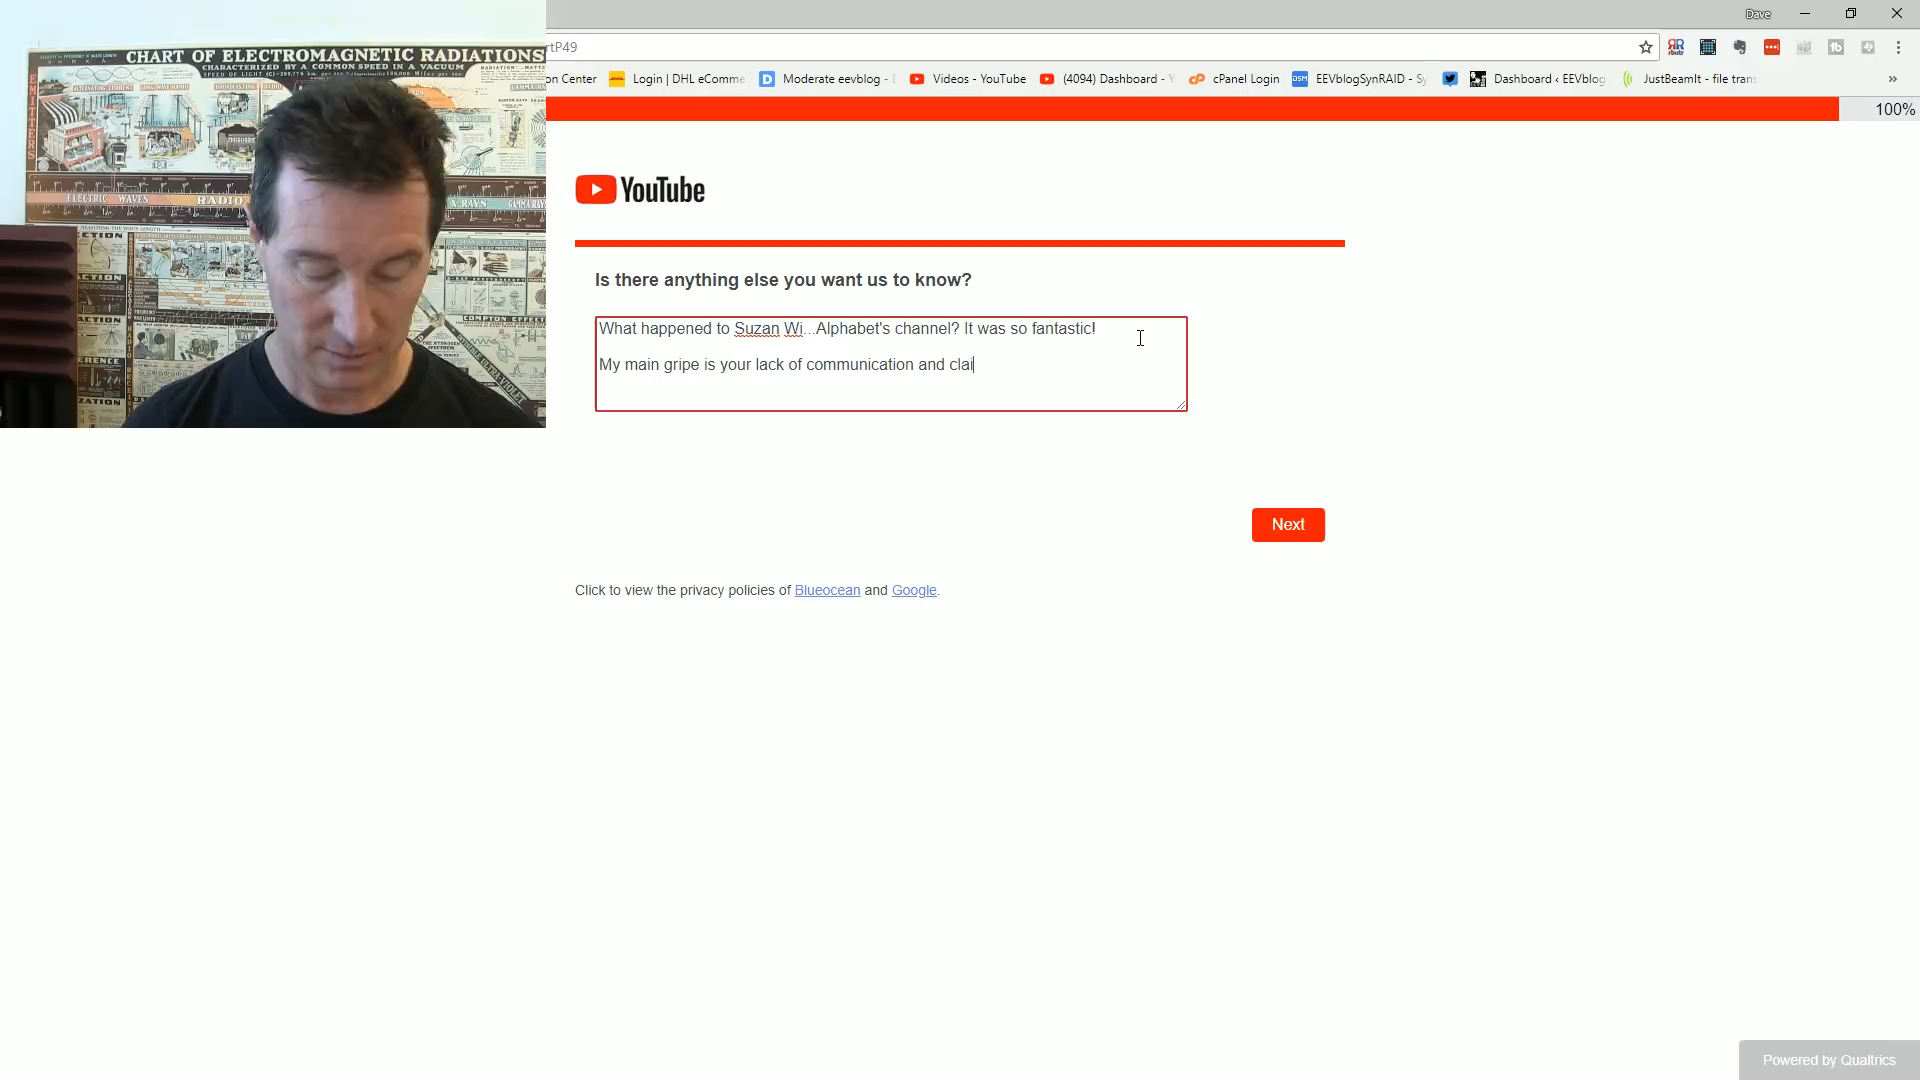 Dave
rtP49
on Center
Login | DHL eComme
Moderate eevblog -
Videos - YouTube
(4094) Dashboard - Y
cPanel Login
EEVblogSynRAID - Sy
Dashboard ‹ EEVblog
JustBeamIt - file trans
»
100%
CHART OF ELECTROMAGNETIC RADIATIONS
CHARACTERIZED BY A COMMON SPEED IN A VACUUM
EMITTERS
ELECTRIC WAVES
RADIO
X-RAYS
GAMMA RAY
YouTube
Is there anything else you want us to know?
What happened to Suzan Wi...Alphabet's channel? It was so fantastic!
My main gripe is your lack of communication and clai
Next
Click to view the privacy policies of Blueocean and Google.
Powered by Qualtrics